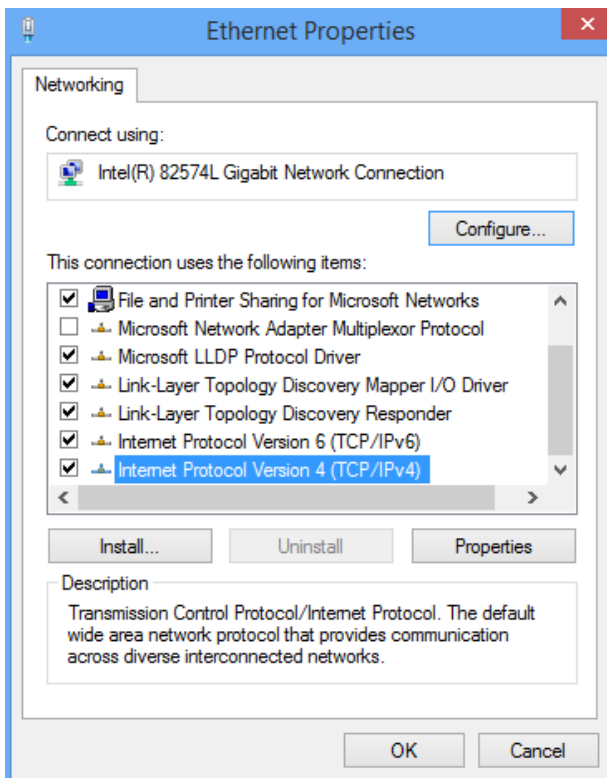 Ethernet Properties
Networking
Connect using:
Intel(R) 82574L Gigabit Network Connection
Configure...
This connection uses the following items:
File and Printer Sharing for Microsoft Networks
Microsoft Network Adapter Multiplexor Protocol
Microsoft LLDP Protocol Driver
Link-Layer Topology Discovery Mapper I/O Driver
Link-Layer Topology Discovery Responder
Internet Protocol Version 6 (TCP/IPv6)
Internet Protocol Version 4 (TCP/IPv4)
Install... Uninstall Properties
Description
Transmission Control Protocol/Internet Protocol. The default
wide area network protocol that provides communication
across diverse interconnected networks.
OK Cancel